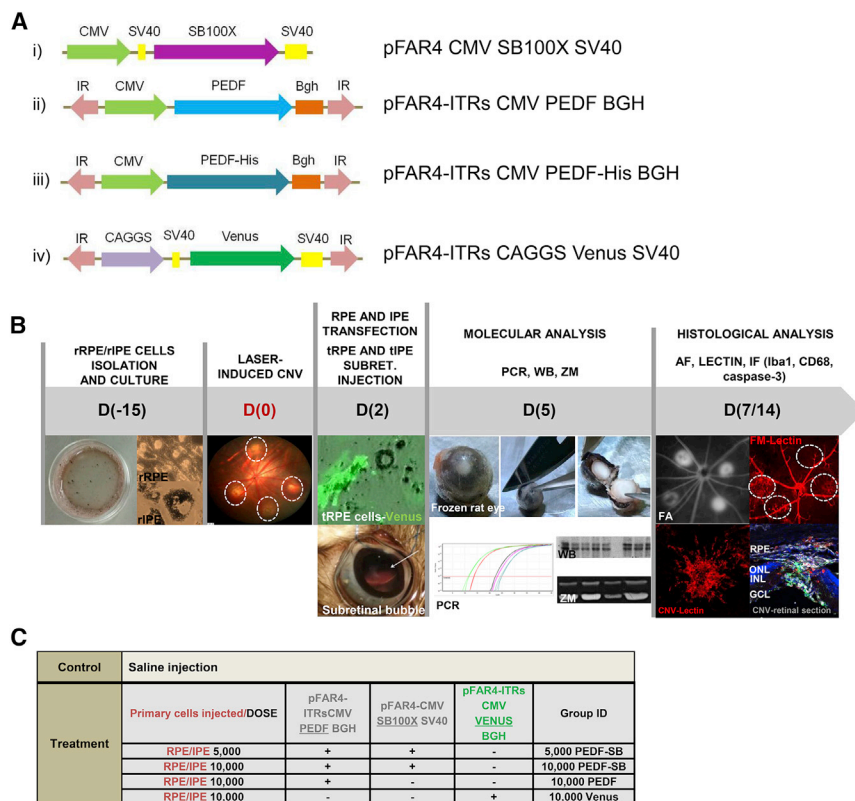 A
CMV SV40 SB100X SV40
i) pFAR4 CMV SB100X SV40
IR CMV PEDF Bgh IR
ii) pFAR4-ITRs CMV PEDF BGH
IR CMV PEDF-His Bgh IR
iii) pFAR4-ITRs CMV PEDF-His BGH
IR CAGGS SV40 Venus SV40 IR
iv) pFAR4-ITRs CAGGS Venus SV40
B
rRPE/rIPE CELLS
ISOLATION
AND CULTURE
D(-15)
rRPE
rIPE
LASER-
INDUCED CNV
D(0)
RPE AND IPE
TRANSFECTION
tRPE AND tIPE
SUBRET.
INJECTION
D(2)
tRPE cells-Venus
Subretinal bubble
MOLECULAR ANALYSIS
PCR, WB, ZM
D(5)
Frozen rat eye
PCR
WB
ZM
HISTOLOGICAL ANALYSIS
AF, LECTIN, IF (Iba1, CD68,
caspase-3)
D(7/14)
FA
FM-Lectin
CNV-Lectin
RPE
ONL
INL
GCL
CNV-retinal section
C
Control Saline injection
Treatment
Primary cells injected/DOSE
pFAR4-
ITRsCMV
PEDF BGH
pFAR4-CMV
SB100X SV40
pFAR4-ITRs
CMV
VENUS
BGH
Group ID
RPE/IPE 5,000 + + - 5,000 PEDF-SB
RPE/IPE 10,000 + + - 10,000 PEDF-SB
RPE/IPE 10,000 + - - 10,000 PEDF
RPE/IPE 10,000 - - + 10,000 Venus